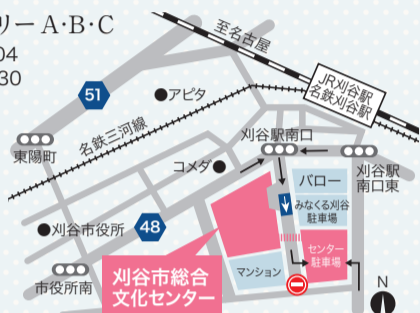 リー A・B・C
04
30
至名古屋
JR刈谷駅
名鉄刈谷駅
51
アピタ
名鉄三河線
東陽町
刈谷駅南口
コメダ
刈谷駅
南口東
バロー
みなくる刈谷
駐車場
刈谷市役所
48
センター
駐車場
刈谷市総合
文化センター
マンション
市役所南
N